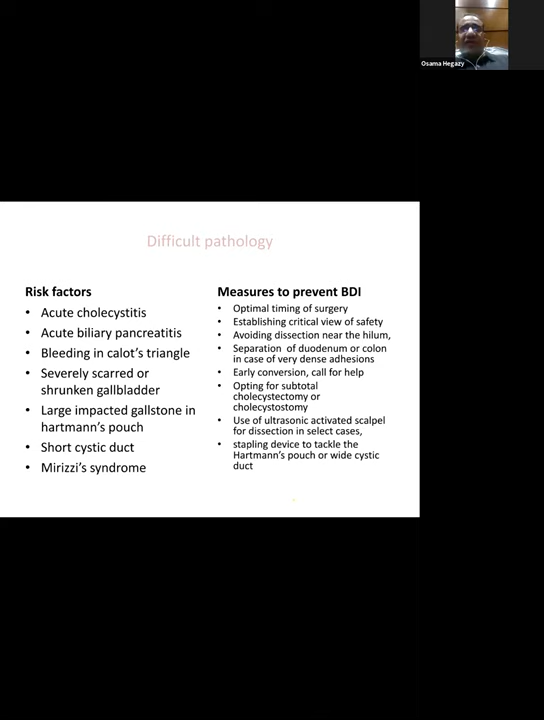 Osama Hegazy
Difficult pathology
Risk factors
• Acute cholecystitis
• Acute biliary pancreatitis
• Bleeding in calot's triangle
• Severely scarred or
shrunken gallbladder
• Large impacted gallstone in
hartmann's pouch
• Short cystic duct
• Mirizzi's syndrome
Measures to prevent BDI
• Optimal timing of surgery
• Establishing critical view of safety
• Avoiding dissection near the hilum,
• Separation of duodenum or colon
in case of very dense adhesions
• Early conversion, call for help
• Opting for subtotal
cholecystectomy or
cholecystostomy
• Use of ultrasonic activated scalpel
for dissection in select cases,
• stapling device to tackle the
Hartmann's pouch or wide cystic
duct